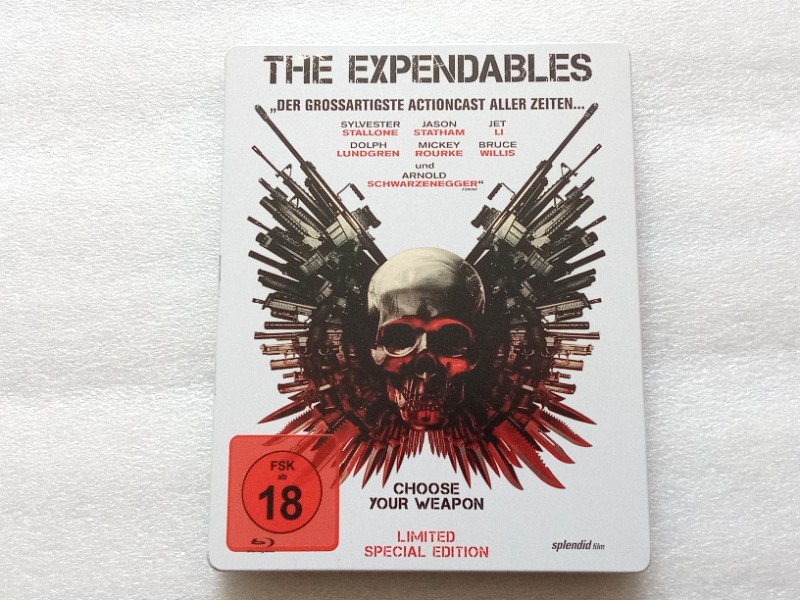 THE EXPENDABLES
„DER GROSSARTIGSTE ACTIONCAST ALLER ZEITEN...
SYLVESTER JASON JET
STALLONE STATHAM LI
DOLPH MICKEY BRUCE
LUNDGREN ROURKE WILLIS
und
ARNOLD
SCHWARZENEGGER"
FSK
ab
18
CHOOSE
YOUR WEAPON
LIMITED
SPECIAL EDITION
splendid film